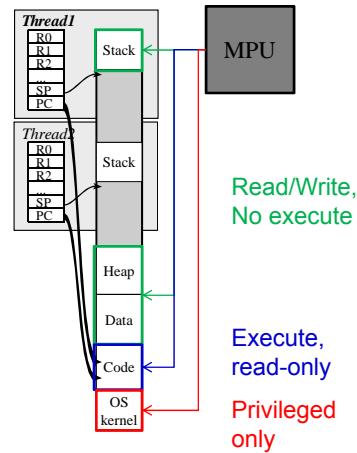 Thread1
R0
R1
R2
...
SP
PC
Stack
MPU
Thread2
R0
R1
R2
...
SP
PC
Stack
Read/Write,
No execute
Heap
Data
Code
Execute,
read-only
OS
kernel
Privileged
only